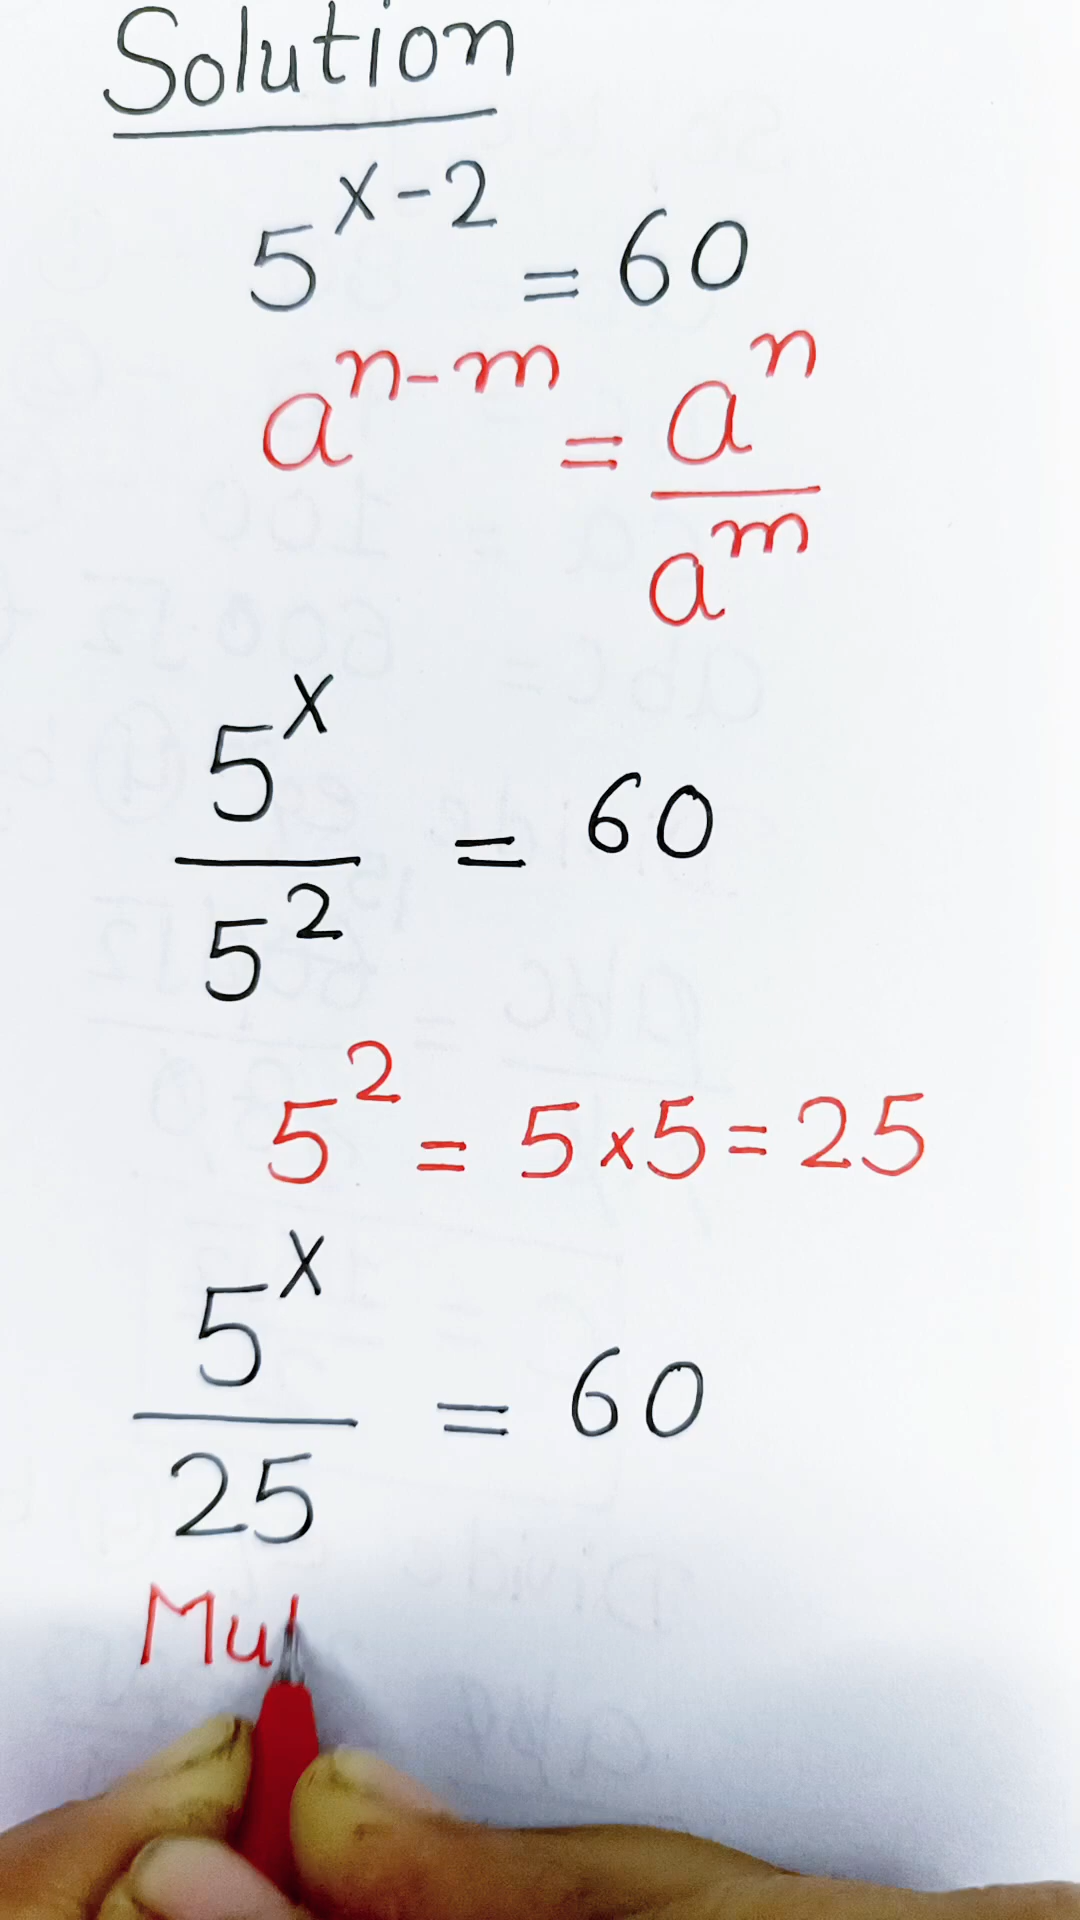 Solution
5^(x-2) = 60
a^(n-m) = a^n / a^m
5^x / 5^2 = 60
5^2 = 5×5=25
5^x / 25 = 60
Mul